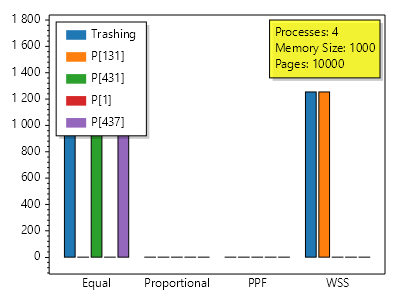 1 800
1 600
1 400
1 200
1 000
800
600
400
200
0
Trashing
P[131]
P[431]
P[1]
P[437]
Processes: 4
Memory Size: 1000
Pages: 10000
Equal
Proportional
PPF
WSS